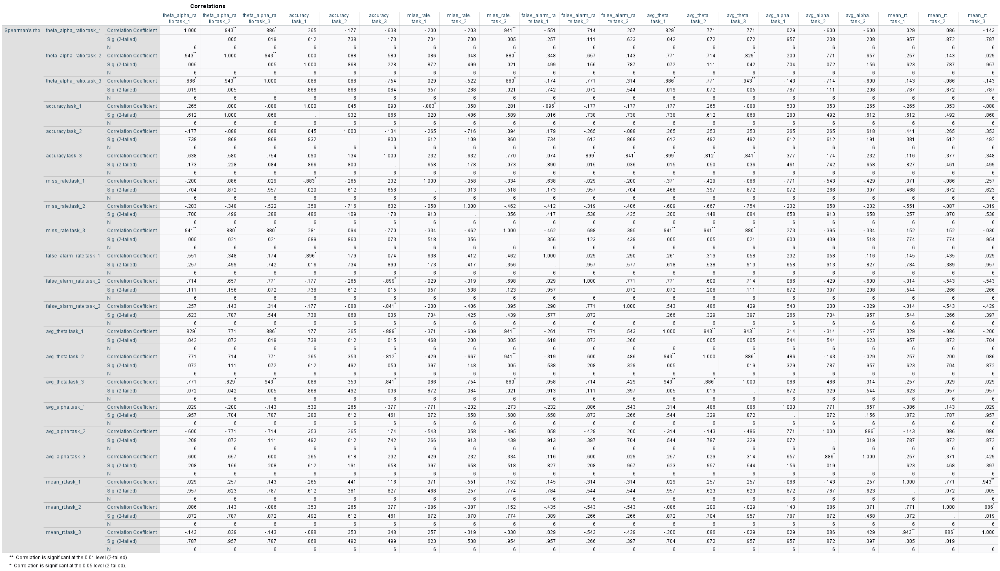 Correlations
theta_alpha_ra theta_alpha_ra theta_alpha_ra accuracy. accuracy. accuracy. miss_rate. miss_rate. miss_rate. false_alarm_ra false_alarm_ra false_alarm_ra avg_theta. avg_theta. avg_theta. avg_alpha. avg_alpha. avg_alpha. mean_rt. mean_rt. mean_rt.
tio.task_1 tio.task_2 tio.task_3 task_1 task_2 task_3 task_1 task_2 task_3 te.task_1 te.task_2 te.task_3 task_1 task_2 task_3 task_1 task_2 task_3 task_1 task_2 task_3
Spearman's rho theta_alpha_ratio.task_1 Correlation Coefficient 1.000 .943** .886* .265 -.177 -.638 -.200 -.203 .941** -.551 .714 .257 .829* .771 .771 .029 -.600 -.600 .029 .086 -.143
Sig. (2-tailed) . .005 .019 .612 .738 .173 .704 .700 .005 .257 .111 .623 .042 .072 .072 .957 .208 .208 .957 .872 .787
N 6 6 6 6 6 6 6 6 6 6 6 6 6 6 6 6 6 6 6 6 6
theta_alpha_ratio.task_2 Correlation Coefficient .943** 1.000 .943** .000 -.088 -.580 .086 -.348 .880* -.348 .657 .143 .771 .714 .829* -.200 -.771 -.657 .257 .143 .029
Sig. (2-tailed) .005 . .005 1.000 .868 .228 .872 .499 .021 .499 .156 .787 .072 .111 .042 .704 .072 .156 .623 .787 .957
N 6 6 6 6 6 6 6 6 6 6 6 6 6 6 6 6 6 6 6 6 6
theta_alpha_ratio.task_3 Correlation Coefficient .886* .943** 1.000 -.088 .088 -.754 .029 -.522 .880* -.174 .771 .314 .886* .771 .943** -.143 -.714 -.600 .143 -.086 -.143
Sig. (2-tailed) .019 .005 . .868 .868 .084 .957 .288 .021 .742 .072 .544 .019 .072 .005 .787 .111 .208 .787 .872 .787
N 6 6 6 6 6 6 6 6 6 6 6 6 6 6 6 6 6 6 6 6 6
accuracy.task_1 Correlation Coefficient .265 .000 -.088 1.000 .045 .090 -.883* .358 .281 -.896* -.177 -.177 .177 .265 -.088 .530 .353 .265 -.265 .353 -.088
Sig. (2-tailed) .612 1.000 .868 . .932 .866 .020 .486 .589 .016 .738 .738 .738 .612 .868 .280 .492 .612 .612 .492 .868
N 6 6 6 6 6 6 6 6 6 6 6 6 6 6 6 6 6 6 6 6 6
accuracy.task_2 Correlation Coefficient -.177 -.088 .088 .045 1.000 -.134 -.265 -.716 .094 .179 -.265 -.088 .265 .353 .353 .265 .265 .618 .441 .265 .353
Sig. (2-tailed) .738 .868 .868 .932 . .800 .612 .109 .860 .734 .612 .868 .612 .492 .492 .612 .612 .191 .381 .612 .492
N 6 6 6 6 6 6 6 6 6 6 6 6 6 6 6 6 6 6 6 6 6
accuracy.task_3 Correlation Coefficient -.638 -.580 -.754 .090 -.134 1.000 .232 .632 -.770 -.074 -.899* -.841* -.899* -.812* -.841* -.377 .174 .232 .116 .377 .348
Sig. (2-tailed) .173 .228 .084 .866 .800 . .658 .178 .073 .890 .015 .036 .015 .050 .036 .461 .742 .658 .827 .461 .499
N 6 6 6 6 6 6 6 6 6 6 6 6 6 6 6 6 6 6 6 6 6
miss_rate.task_1 Correlation Coefficient -.200 .086 .029 -.883* -.265 .232 1.000 -.058 -.334 .638 -.029 -.200 -.371 -.429 -.086 -.771 -.543 -.429 .371 -.086 .257
Sig. (2-tailed) .704 .872 .957 .020 .612 .658 . .913 .518 .173 .957 .704 .468 .397 .872 .072 .266 .397 .468 .872 .623
N 6 6 6 6 6 6 6 6 6 6 6 6 6 6 6 6 6 6 6 6 6
miss_rate.task_2 Correlation Coefficient -.203 -.348 -.522 .358 -.716 .632 -.058 1.000 -.462 -.412 -.319 -.406 -.609 -.667 -.754 -.232 .058 -.232 -.551 -.087 -.319
Sig. (2-tailed) .700 .499 .288 .486 .109 .178 .913 . .356 .417 .538 .425 .200 .148 .084 .658 .913 .658 .257 .870 .538
N 6 6 6 6 6 6 6 6 6 6 6 6 6 6 6 6 6 6 6 6 6
miss_rate.task_3 Correlation Coefficient .941** .880* .880* .281 .094 -.770 -.334 -.462 1.000 -.462 .698 .395 .941** .941** .880* .273 -.395 -.334 .152 .152 -.030
Sig. (2-tailed) .005 .021 .021 .589 .860 .073 .518 .356 . .356 .123 .439 .005 .005 .021 .600 .439 .518 .774 .774 .954
N 6 6 6 6 6 6 6 6 6 6 6 6 6 6 6 6 6 6 6 6 6
false_alarm_rate.task_1 Correlation Coefficient -.551 -.348 -.174 -.896* .179 -.074 .638 -.412 -.462 1.000 .029 .290 -.261 -.319 -.058 -.232 .058 .116 .145 -.435 .029
Sig. (2-tailed) .257 .499 .742 .016 .734 .890 .173 .417 .356 . .957 .577 .618 .538 .913 .658 .913 .827 .784 .389 .957
N 6 6 6 6 6 6 6 6 6 6 6 6 6 6 6 6 6 6 6 6 6
false_alarm_rate.task_2 Correlation Coefficient .714 .657 .771 -.177 -.265 -.899* -.029 -.319 .698 .029 1.000 .771 .771 .600 .714 .086 -.429 -.600 -.314 -.543 -.543
Sig. (2-tailed) .111 .156 .072 .738 .612 .015 .957 .538 .123 .957 . .072 .072 .208 .111 .872 .397 .208 .544 .266 .266
N 6 6 6 6 6 6 6 6 6 6 6 6 6 6 6 6 6 6 6 6 6
false_alarm_rate.task_3 Correlation Coefficient .257 .143 .314 -.177 -.088 -.841* -.200 -.406 .395 .290 .771 1.000 .543 .486 .429 .543 .200 -.029 -.314 -.543 -.429
Sig. (2-tailed) .623 .787 .544 .738 .868 .036 .704 .425 .439 .577 .072 . .266 .329 .397 .266 .704 .957 .544 .266 .397
N 6 6 6 6 6 6 6 6 6 6 6 6 6 6 6 6 6 6 6 6 6
avg_theta.task_1 Correlation Coefficient .829* .771 .886* .177 .265 -.899* -.371 -.609 .941** -.261 .771 .543 1.000 .943** .943** .314 -.314 -.257 .029 -.086 -.200
Sig. (2-tailed) .042 .072 .019 .738 .612 .015 .468 .200 .005 .618 .072 .266 . .005 .005 .544 .544 .623 .957 .872 .704
N 6 6 6 6 6 6 6 6 6 6 6 6 6 6 6 6 6 6 6 6 6
avg_theta.task_2 Correlation Coefficient .771 .714 .771 .265 .353 -.812* -.429 -.667 .941** -.319 .600 .486 .943** 1.000 .886* .486 -.143 -.029 .257 .200 .086
Sig. (2-tailed) .072 .111 .072 .612 .492 .050 .397 .148 .005 .538 .208 .329 .005 . .019 .329 .787 .957 .623 .704 .872
N 6 6 6 6 6 6 6 6 6 6 6 6 6 6 6 6 6 6 6 6 6
avg_theta.task_3 Correlation Coefficient .771 .829* .943** -.088 .353 -.841* -.086 -.754 .880* -.058 .714 .429 .943** .886* 1.000 .086 -.486 -.314 .257 -.029 -.029
Sig. (2-tailed) .072 .042 .005 .868 .492 .036 .872 .084 .021 .913 .111 .397 .005 .019 . .872 .329 .544 .623 .957 .957
N 6 6 6 6 6 6 6 6 6 6 6 6 6 6 6 6 6 6 6 6 6
avg_alpha.task_1 Correlation Coefficient .029 -.200 -.143 .530 .265 -.377 -.771 -.232 .273 -.232 .086 .543 .314 .486 .086 1.000 .771 .657 -.086 .143 .029
Sig. (2-tailed) .957 .704 .787 .280 .612 .461 .072 .658 .600 .658 .872 .266 .544 .329 .872 . .072 .156 .872 .787 .957
N 6 6 6 6 6 6 6 6 6 6 6 6 6 6 6 6 6 6 6 6 6
avg_alpha.task_2 Correlation Coefficient -.600 -.771 -.714 .353 .265 .174 -.543 .058 -.395 .058 -.429 .200 -.314 -.143 -.486 .771 1.000 .886* -.143 .086 .086
Sig. (2-tailed) .208 .072 .111 .492 .612 .742 .266 .913 .439 .913 .397 .704 .544 .787 .329 .072 . .019 .787 .872 .872
N 6 6 6 6 6 6 6 6 6 6 6 6 6 6 6 6 6 6 6 6 6
avg_alpha.task_3 Correlation Coefficient -.600 -.657 -.600 .265 .618 .232 -.429 -.232 -.334 .116 -.600 -.029 -.257 -.029 -.314 .657 .886* 1.000 .257 .371 .429
Sig. (2-tailed) .208 .156 .208 .612 .191 .658 .397 .658 .518 .827 .208 .957 .623 .957 .544 .156 .019 . .623 .468 .397
N 6 6 6 6 6 6 6 6 6 6 6 6 6 6 6 6 6 6 6 6 6
mean_rt.task_1 Correlation Coefficient .029 .257 .143 -.265 .441 .116 .371 -.551 .152 .145 -.314 -.314 .029 .257 .257 -.086 -.143 .257 1.000 .771 .943**
Sig. (2-tailed) .957 .623 .787 .612 .381 .827 .468 .257 .774 .784 .544 .544 .957 .623 .623 .872 .787 .623 . .072 .005
N 6 6 6 6 6 6 6 6 6 6 6 6 6 6 6 6 6 6 6 6 6
mean_rt.task_2 Correlation Coefficient .086 .143 -.086 .353 .265 .377 -.086 -.087 .152 -.435 -.543 -.543 -.086 .200 -.029 .143 .086 .371 .771 1.000 .886*
Sig. (2-tailed) .872 .787 .872 .492 .612 .461 .872 .870 .774 .389 .266 .266 .872 .704 .957 .787 .872 .468 .072 . .019
N 6 6 6 6 6 6 6 6 6 6 6 6 6 6 6 6 6 6 6 6 6
mean_rt.task_3 Correlation Coefficient -.143 .029 -.143 -.088 .353 .348 .257 -.319 -.030 .029 -.543 -.429 -.200 .086 -.029 .029 .086 .429 .943** .886* 1.000
Sig. (2-tailed) .787 .957 .787 .868 .492 .499 .623 .538 .954 .957 .266 .397 .704 .872 .957 .957 .872 .397 .005 .019 .
N 6 6 6 6 6 6 6 6 6 6 6 6 6 6 6 6 6 6 6 6 6
**. Correlation is significant at the 0.01 level (2-tailed).
*. Correlation is significant at the 0.05 level (2-tailed).